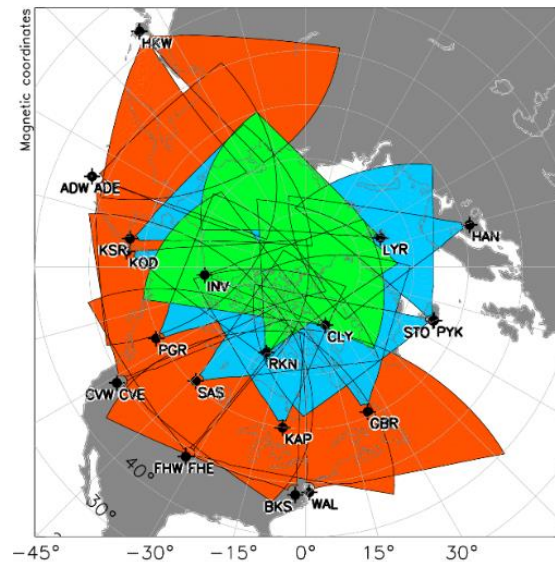 Magnetic coordinates
HKW
ADW ADE
HAN
KSR
LYR
KOD
INV
STO PYK
CLY
PGR
RKN
CVW CVE
SAS
GBR
KAP
FHW FHE
40°
BKS
WAL
30°
-45° -30° -15° 0° 15° 30°